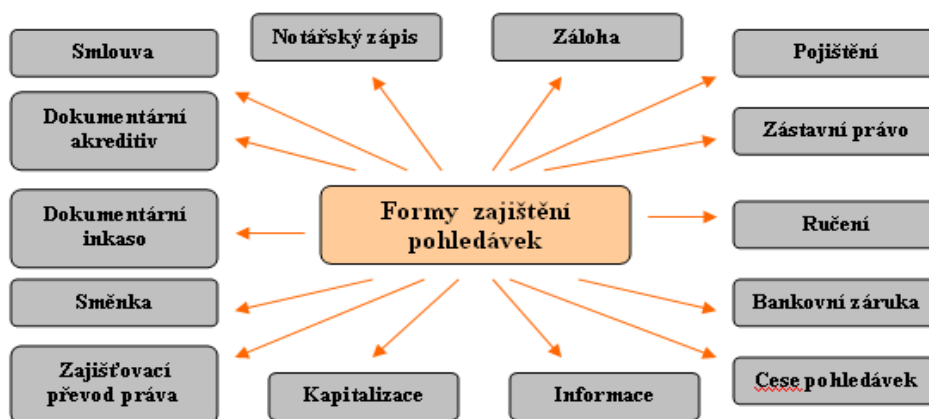 Smlouva
Notářský zápis
Záloha
Pojištění
Dokumentární
akreditiv
Zástavní právo
Formy zajištění
pohledávek
Dokumentární
inkaso
Ručení
Směnka
Bankovní záruka
Zajišťovací
převod práva
Kapitalizace
Informace
Cese pohledávek